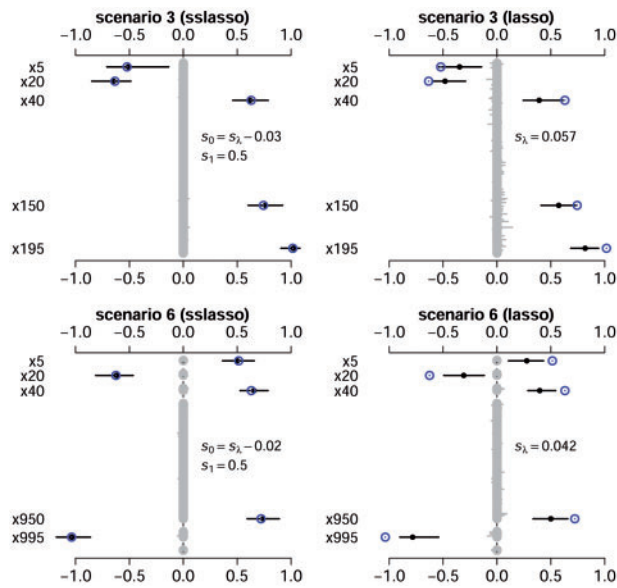 scenario 3 (sslasso)
−1.0 −0.5 0.0 0.5 1.0
x5
x20
x40
s0 = sλ − 0.03
s1 = 0.5
x150
x195
−1.0 −0.5 0.0 0.5 1.0
scenario 3 (lasso)
−1.0 −0.5 0.0 0.5 1.0
x5
x20
x40
sλ = 0.057
x150
x195
−1.0 −0.5 0.0 0.5 1.0
scenario 6 (sslasso)
−1.0 −0.5 0.0 0.5 1.0
x5
x20
x40
s0 = sλ − 0.02
s1 = 0.5
x950
x995
−1.0 −0.5 0.0 0.5 1.0
scenario 6 (lasso)
−1.0 −0.5 0.0 0.5 1.0
x5
x20
x40
sλ = 0.042
x950
x995
−1.0 −0.5 0.0 0.5 1.0